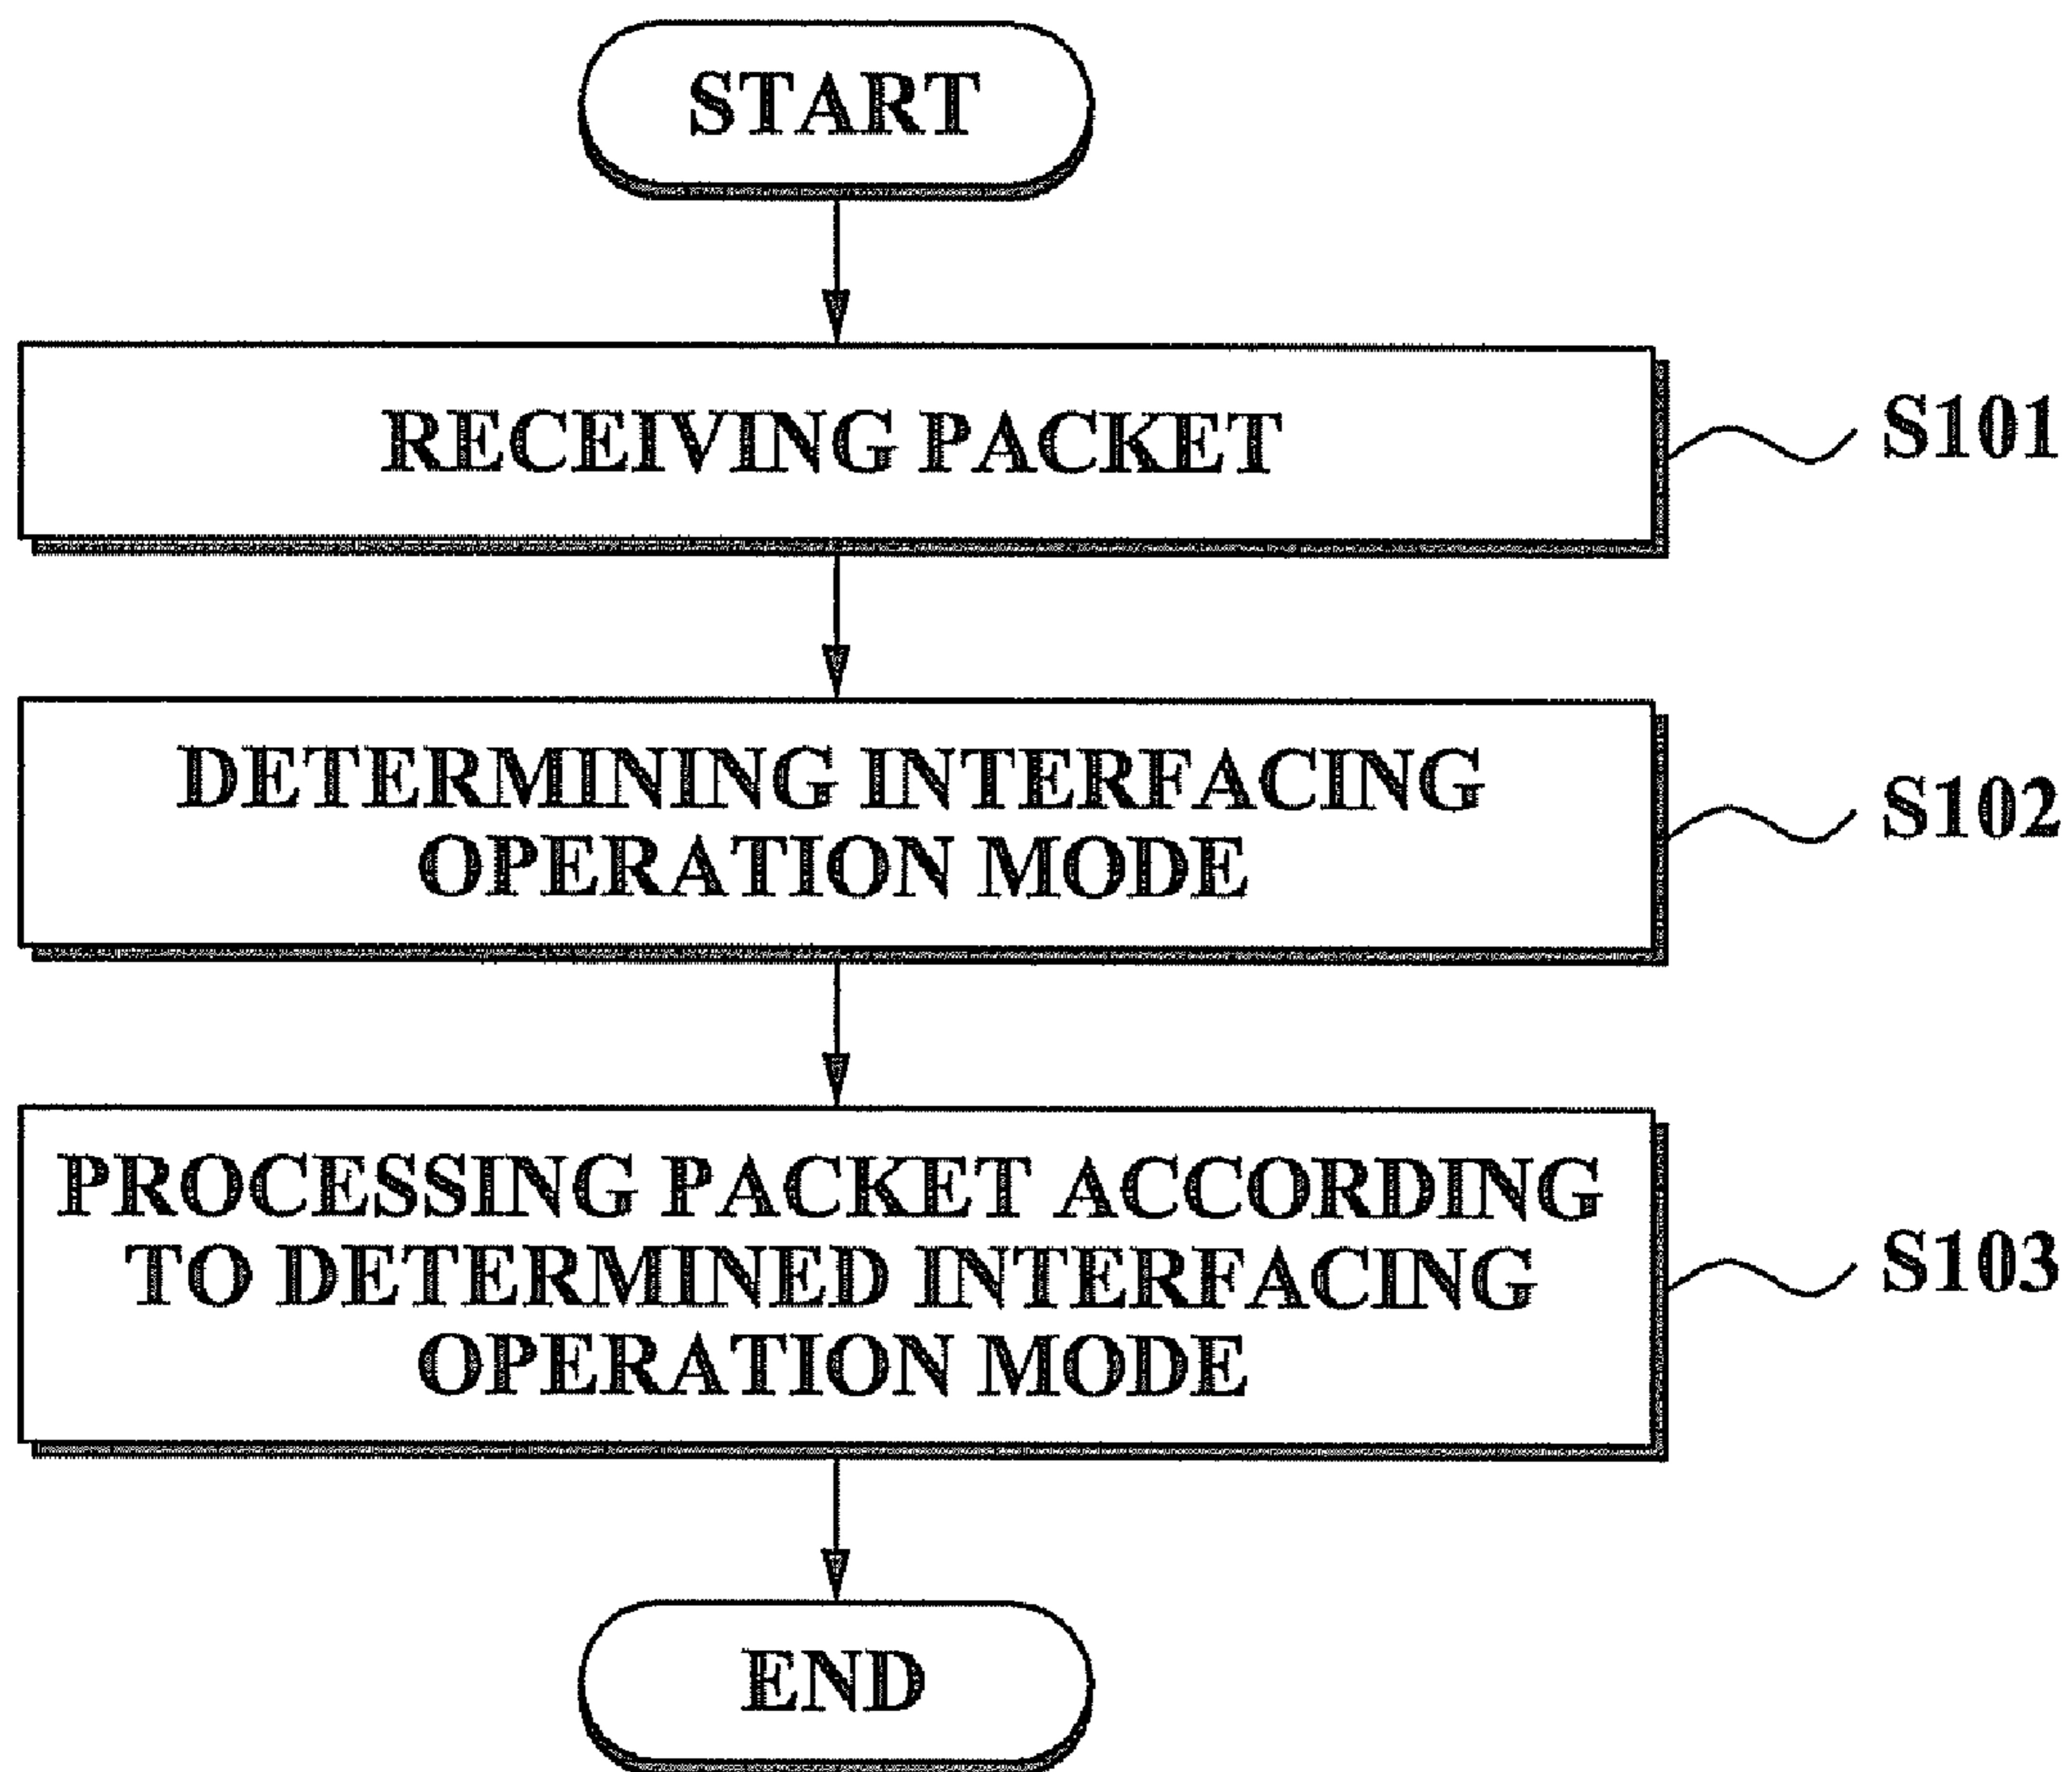 START
RECEIVING PACKET
S101
DETERMINING INTERFACING
OPERATION MODE
S102
PROCESSING PACKET ACCORDING
TO DETERMINED INTERFACING
OPERATION MODE
S103
END